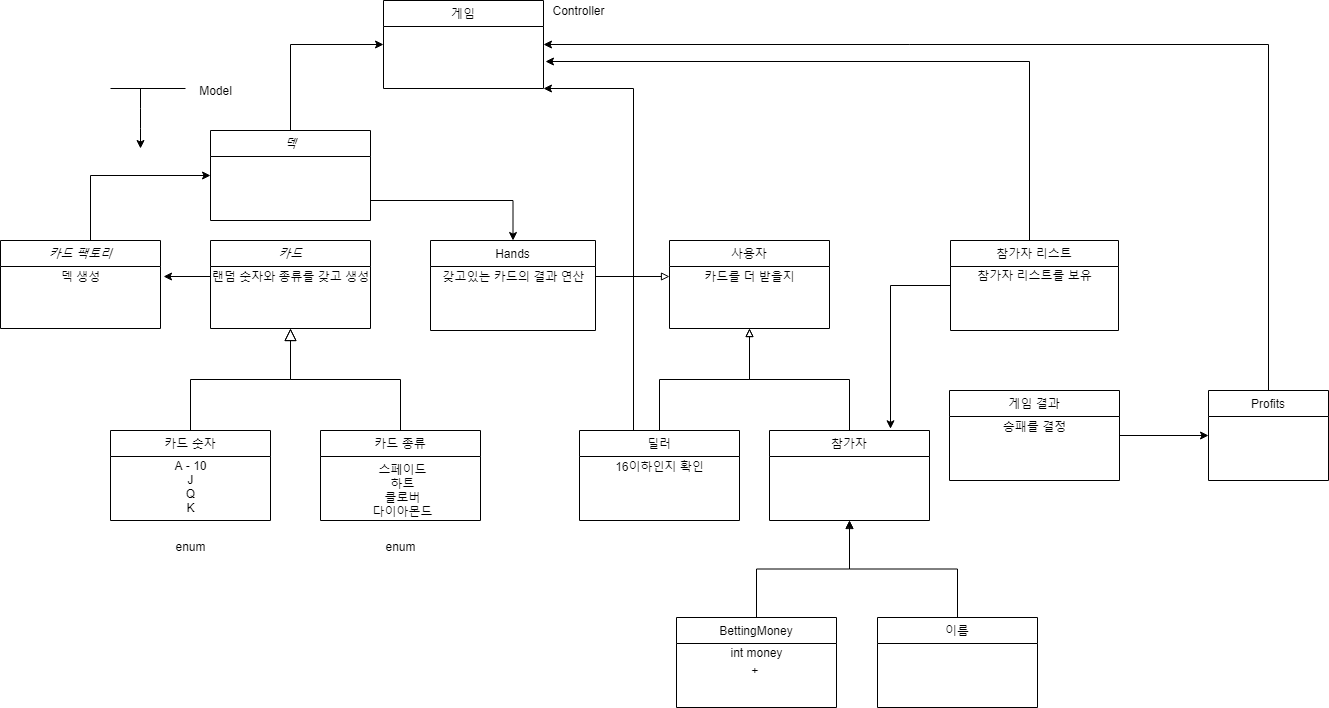 게임
Controller
Model
덱
카드 팩토리
덱 생성
카드
랜덤 숫자와 종류를 갖고 생성
Hands
갖고있는 카드의 결과 연산
사용자
카드를 더 받을지
참가자 리스트
참가자 리스트를 보유
게임 결과
승패를 결정
Profits
카드 숫자
A - 10
J
Q
K
enum
카드 종류
스페이드
하트
클로버
다이아몬드
enum
딜러
16이하인지 확인
참가자
BettingMoney
int money
+
이름